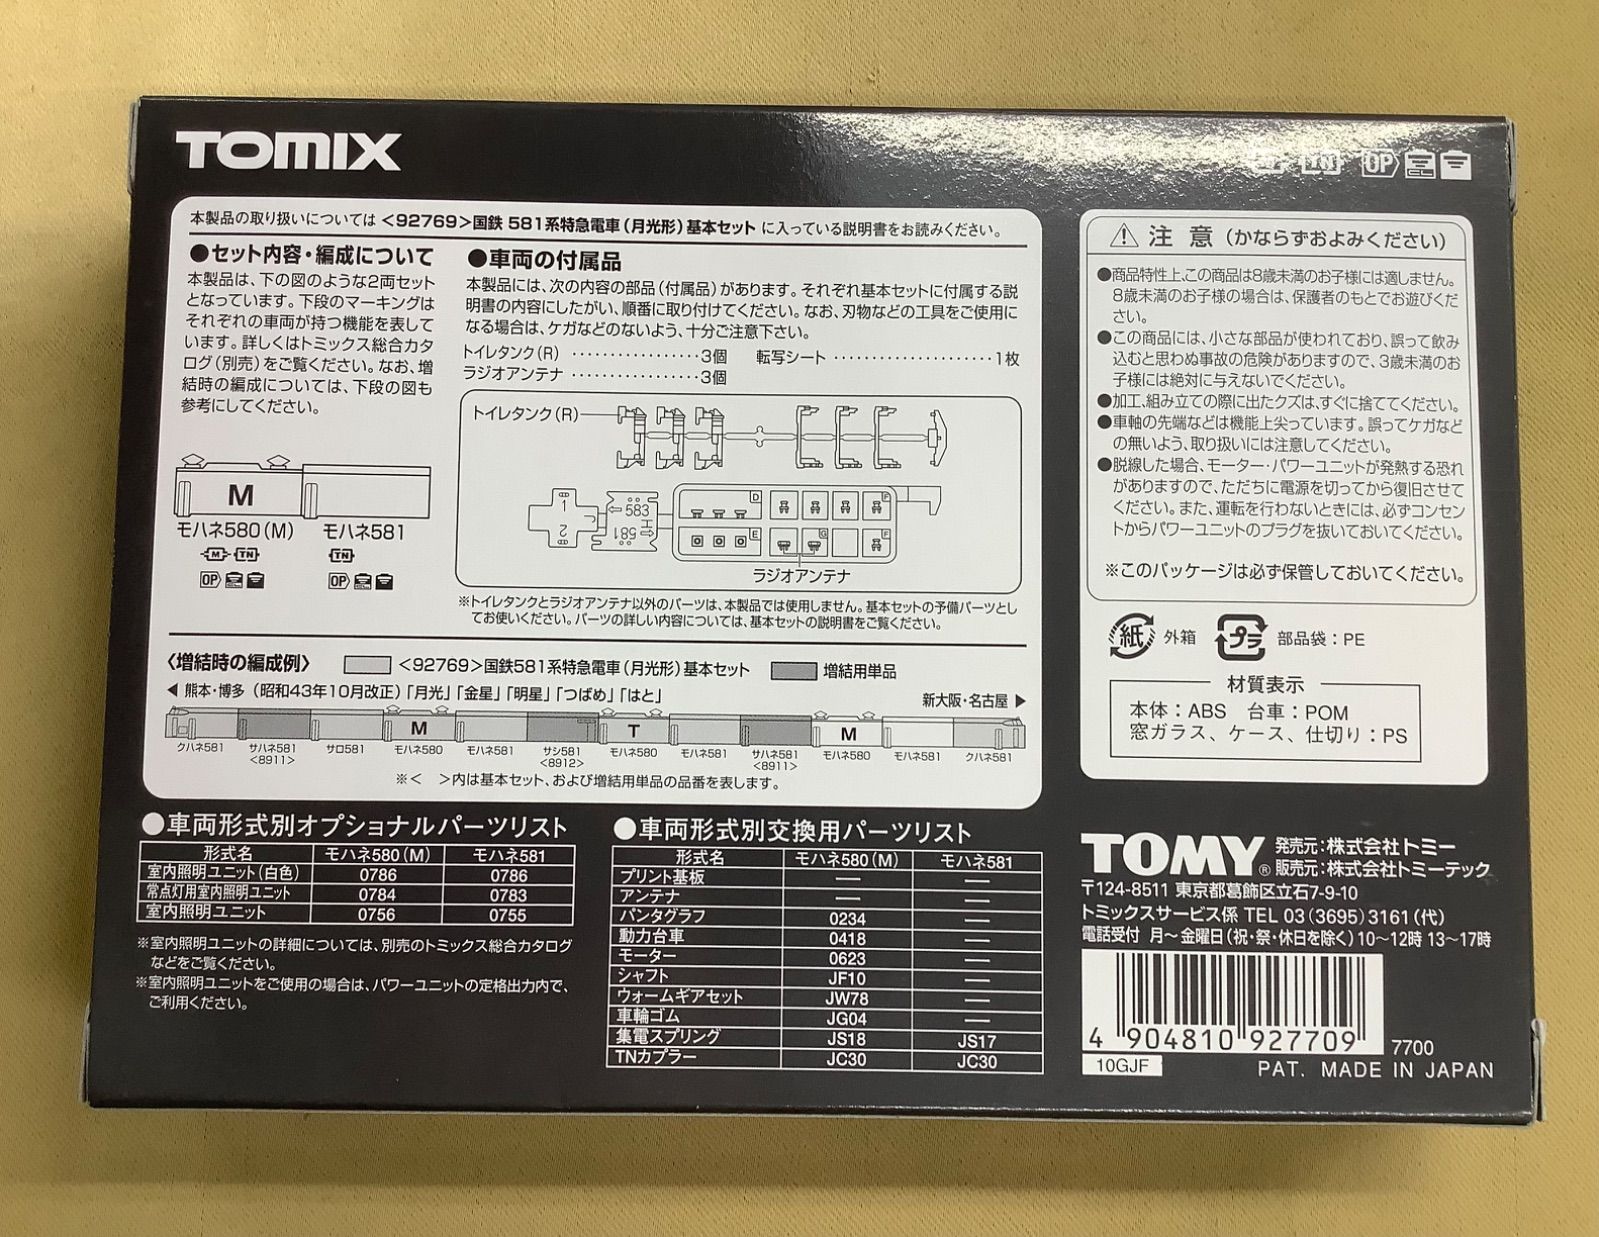 TOMIX
TN OP CL
本製品の取り扱いについては<92769>国鉄 581系特急電車(月光形)基本セット に入っている説明書をお読みください。
●セット内容・編成について
本製品は、下の図のような2両セット
となっています。下段のマーキングは
それぞれの車両が持つ機能を表して
います。詳しくはトミックス総合カタ
ログ(別売)をご覧ください。なお、増
結時の編成については、下段の図も
参考にしてください。
M
モハネ580(M) モハネ581
M TN TN
OP OP
●車両の付属品
本製品には、次の内容の部品(付属品)があります。それぞれ基本セットに付属する説
明書の内容にしたがい、順番に取り付けてください。なお、刃物などの工具をご使用に
なる場合は、ケガなどのないよう、十分ご注意下さい。
トイレタンク(R) ・・・・・・・・・・・・・・・・・3個 転写シート ・・・・・・・・・・・・・・・・・・・・・1枚
ラジオアンテナ ・・・・・・・・・・・・・・・・・3個
トイレタンク(R)
1 2 583 581 H D E F G F
ラジオアンテナ
※トイレタンクとラジオアンテナ以外のパーツは、本製品では使用しません。基本セットの予備パーツとし
てお使いください。パーツの詳しい内容については、基本セットの説明書をご覧ください。
〈増結時の編成例〉 <92769>国鉄581系特急電車(月光形)基本セット 増結用単品
◀ 熊本・博多 (昭和43年10月改正)「月光」「金星」「明星」「つばめ」「はと」 新大阪・名古屋 ▶
M T M
クハネ581 サハネ581 サロ581 モハネ580 モハネ581 サシ581 モハネ580 モハネ581 サハネ581 モハネ580 モハネ581 クハネ581
<8911> <8912> <8911>
※< >内は基本セット、および増結用単品の品番を表します。
●車両形式別オプショナルパーツリスト
形式名 モハネ580(M) モハネ581
室内照明ユニット(白色) 0786 0786
常点灯用室内照明ユニット 0784 0783
室内照明ユニット 0756 0755
※室内照明ユニットの詳細については、別売のトミックス総合カタログ
などをご覧ください。
※室内照明ユニットをご使用の場合は、パワーユニットの定格出力内で、
ご利用ください。
●車両形式別交換用パーツリスト
形式名 モハネ580(M) モハネ581
プリント基板 — —
アンテナ — —
パンタグラフ 0234 —
動力台車 0418 —
モーター 0623 —
シャフト JF10 —
ウォームギアセット JW78 —
車輪ゴム JG04 —
集電スプリング JS18 JS17
TNカプラー JC30 JC30
⚠ 注 意 (かならずおよみください)
●商品特性上、この商品は8歳未満のお子様には適しません。
8歳未満のお子様の場合は、保護者のもとでお遊びくだ
さい。
●この商品には、小さな部品が使われており、誤って飲み
込むと思わぬ事故の危険がありますので、3歳未満のお
子様には絶対に与えないでください。
●加工、組み立ての際に出たクズは、すぐに捨ててください。
●車軸の先端などは機能上尖っています。誤ってケガなど
の無いよう、取り扱いには注意してください。
●脱線した場合、モーター・パワーユニットが発熱する恐れ
がありますので、ただちに電源を切ってから復旧させて
ください。また、運転を行わないときには、必ずコンセン
トからパワーユニットのプラグを抜いておいてください。
※このパッケージは必ず保管しておいてください。
紙 外箱 プラ 部品袋：PE
材質表示
本体：ABS 台車：POM
窓ガラス、ケース、仕切り：PS
TOMY® 発売元：株式会社トミー
販売元：株式会社トミーテック
〒124-8511 東京都葛飾区立石7-9-10
トミックスサービス係 TEL 03(3695)3161(代)
電話受付 月〜金曜日(祝・祭・休日を除く)10〜12時 13〜17時
4 904810 927709 7700
10GJF PAT. MADE IN JAPAN